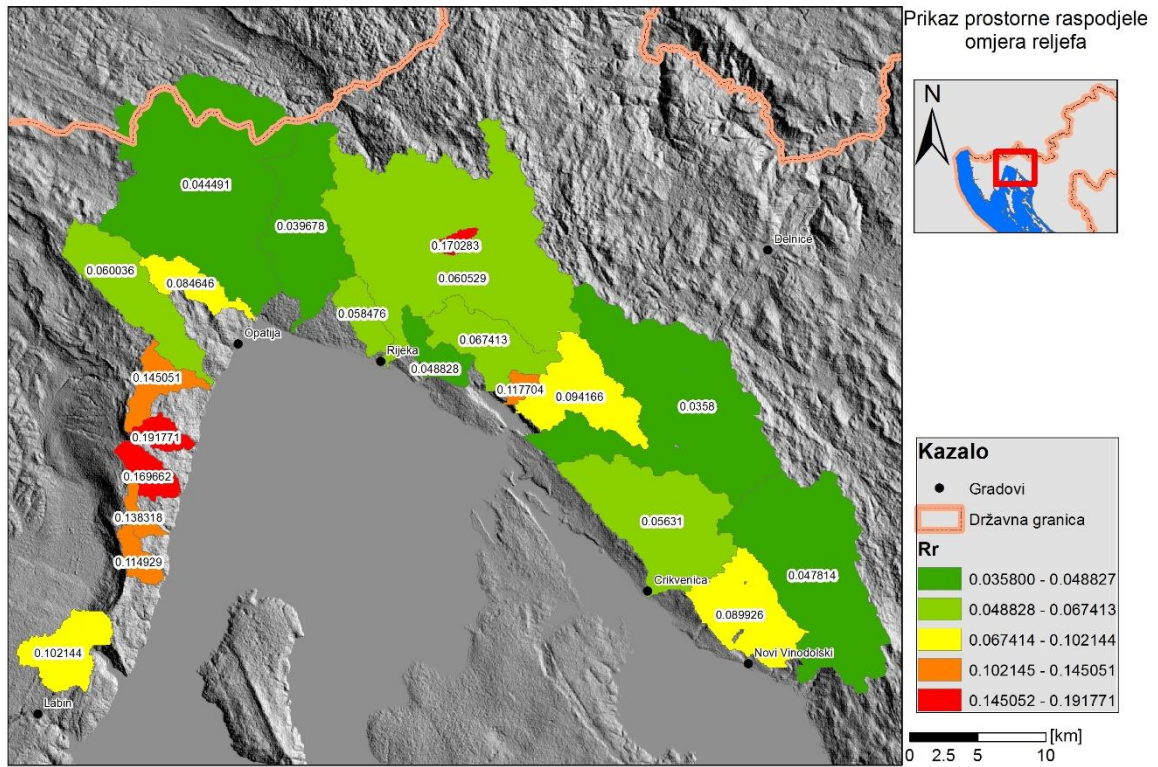 Prikaz prostorne raspodjele
omjera reljefa
N
0.044491
0.039678
0.170283
Delnice
0.060036
0.084646
0.060529
0.058476
Opatija
0.067413
Rijeka
0.048828
0.145051
0.117704
0.094166
0.0358
0.191771
0.169662
0.138318
0.05631
0.114929
0.047814
Crikvenica
0.089926
0.102144
Novi Vinodolski
Labin
Kazalo
Gradovi
Državna granica
Rr
0.035800 - 0.048827
0.048828 - 0.067413
0.067414 - 0.102144
0.102145 - 0.145051
0.145052 - 0.191771
[km]
0 2.5 5 10